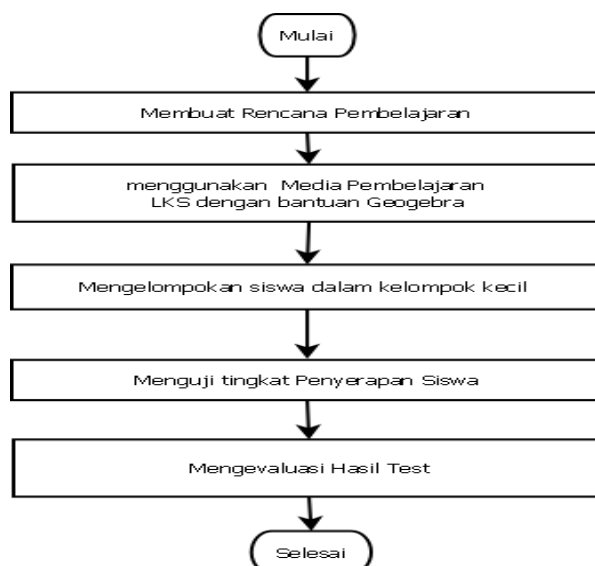 Mulai
Membuat Rencana Pembelajaran
menggunakan Media Pembelajaran
LKS dengan bantuan Geogebra
Mengelompokan siswa dalam kelompok kecil
Menguji tingkat Penyerapan Siswa
Mengevaluasi Hasil Test
Selesai